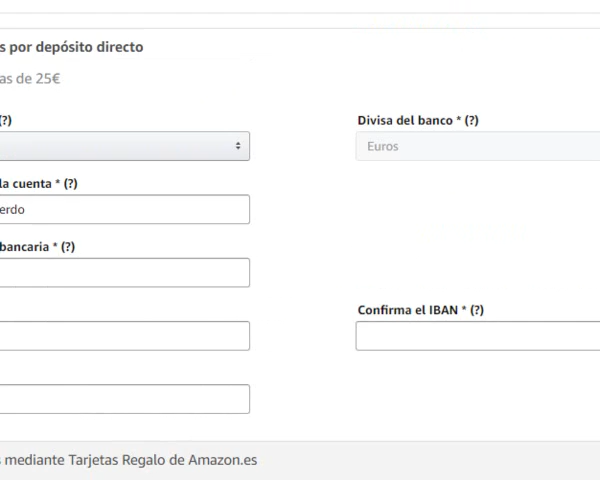 s por depósito directo
as de 25€
(?)
Divisa del banco * (?)
Euros
la cuenta * (?)
erdo
bancaria * (?)
Confirma el IBAN * (?)
s mediante Tarjetas Regalo de Amazon.es